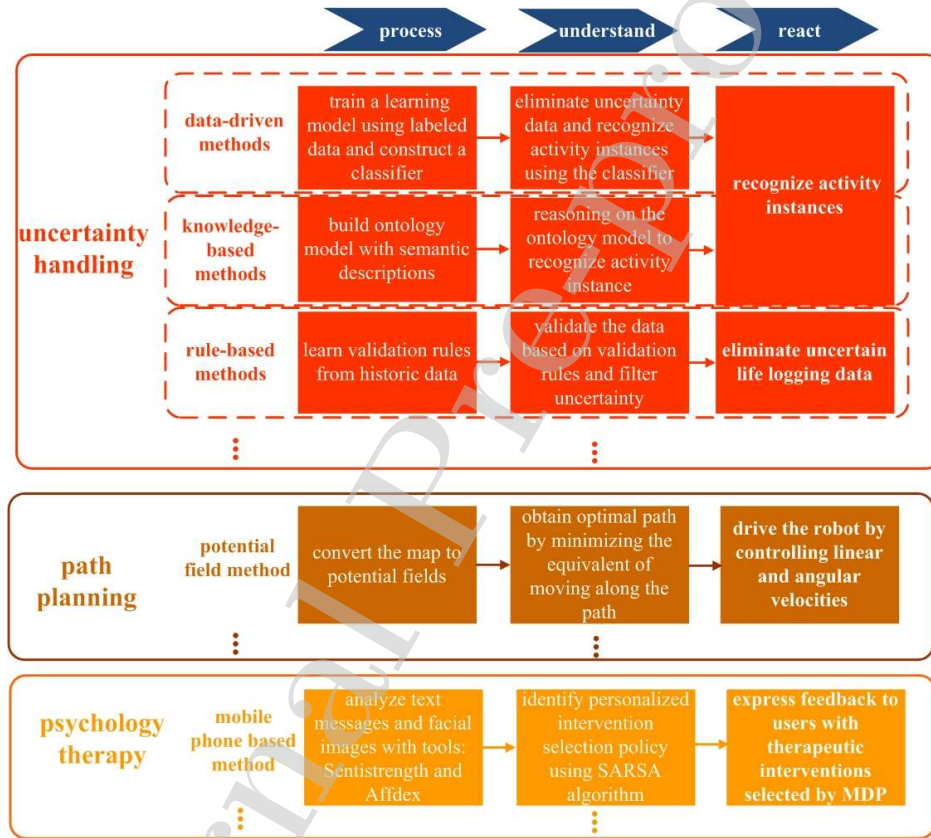 process
understand
react
uncertainty
handling
data-driven
methods
train a learning
model using labeled
data and construct a
classifier
eliminate uncertainty
data and recognize
activity instances
using the classifier
recognize activity
instances
knowledge-
based
methods
build ontology
model with semantic
descriptions
reasoning on the
ontology model to
recognize activity
instance
rule-based
methods
learn validation rules
from historic data
validate the data
based on validation
rules and filter
uncertainty
eliminate uncertain
life logging data
path
planning
potential
field method
convert the map to
potential fields
obtain optimal path
by minimizing the
equivalent of
moving along the
path
drive the robot by
controlling linear
and angular
velocities
psychology
therapy
mobile
phone based
method
analyze text
messages and facial
images with tools:
Sentistrength and
Affdex
identify personalized
intervention
selection policy
using SARSA
algorithm
express feedback to
users with
therapeutic
interventions
selected by MDP
nal Pre-pro